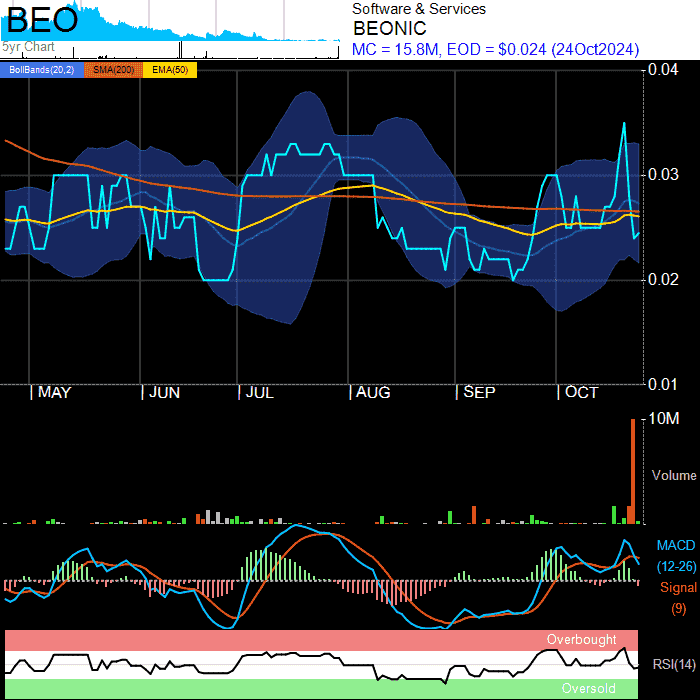 BEO
5yr Chart
Software & Services
BEONIC
MC = 15.8M, EOD = $0.024 (24Oct2024)
BollBands(20,2) SMA(200) EMA(50)
0.04
0.03
0.02
0.01
MAY JUN JUL AUG SEP OCT
10M
Volume
MACD
(12-26)
Signal
(9)
Overbought
RSI(14)
Oversold